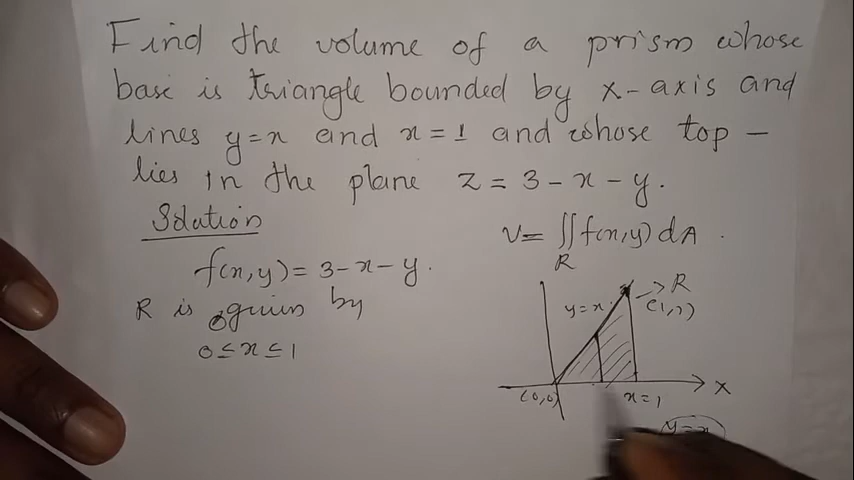 Find the volume of a prism whose
base is triangle bounded by x-axis and
lines y=x and x=1 and whose top -
lies in the plane z = 3-x-y.
Solution
V= ∬ f(x,y) dA .
R
f(x,y) = 3-x-y.
R is given by
0 ≤ x ≤ 1
→ R
y=x
(1,1)
x
(0,0)
x=1
y=x